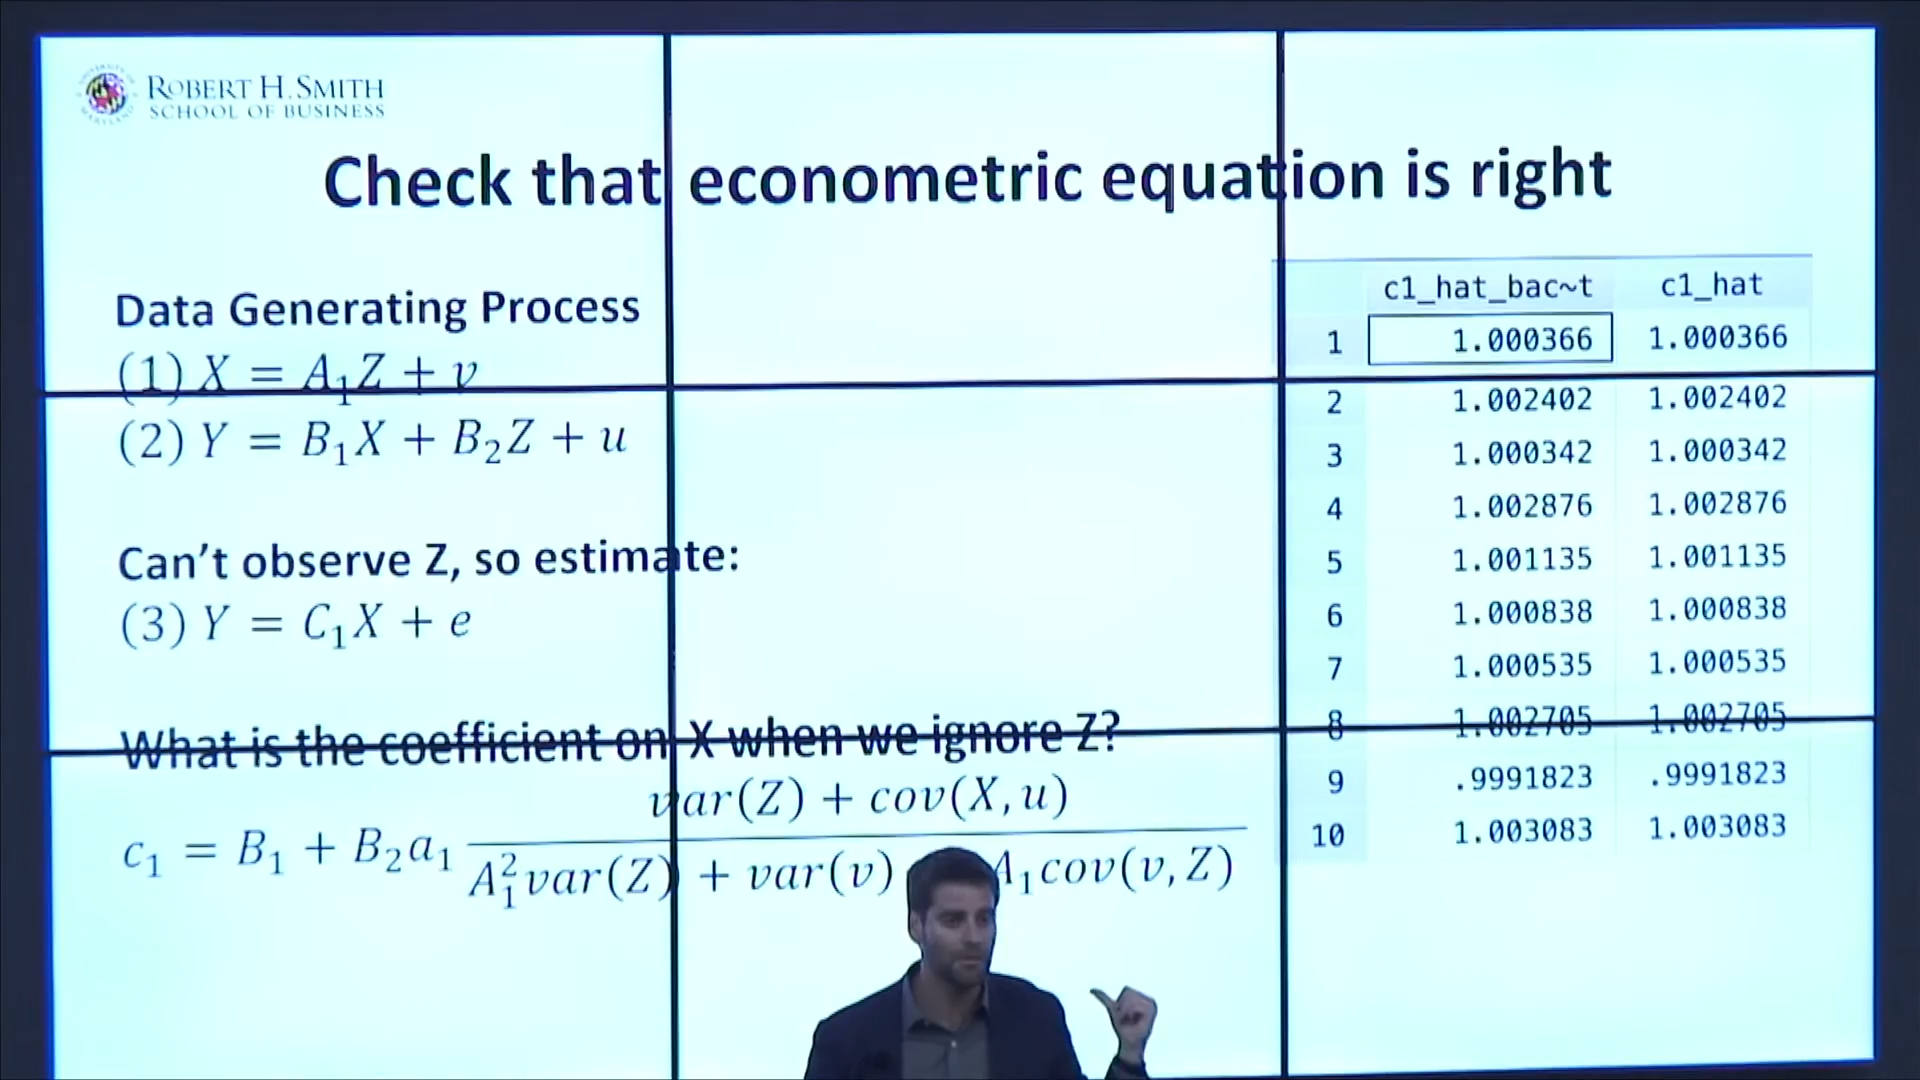 ROBERT H. SMITH
SCHOOL OF BUSINESS
Check that econometric equation is right
Data Generating Process
(1) X = A₁Z + v
(2) Y = B₁X + B₂Z + u
Can't observe Z, so estimate:
(3) Y = C₁X + e
What is the coefficient on X when we ignore Z?
var(Z) + cov(X, u)
c₁ = B₁ + B₂a₁
A₁²var(Z) + var(v) A₁cov(v, Z)
c1_hat_bac~t c1_hat
1 1.000366 1.000366
2 1.002402 1.002402
3 1.000342 1.000342
4 1.002876 1.002876
5 1.001135 1.001135
6 1.000838 1.000838
7 1.000535 1.000535
8 1.002705 1.002705
9 .9991823 .9991823
10 1.003083 1.003083